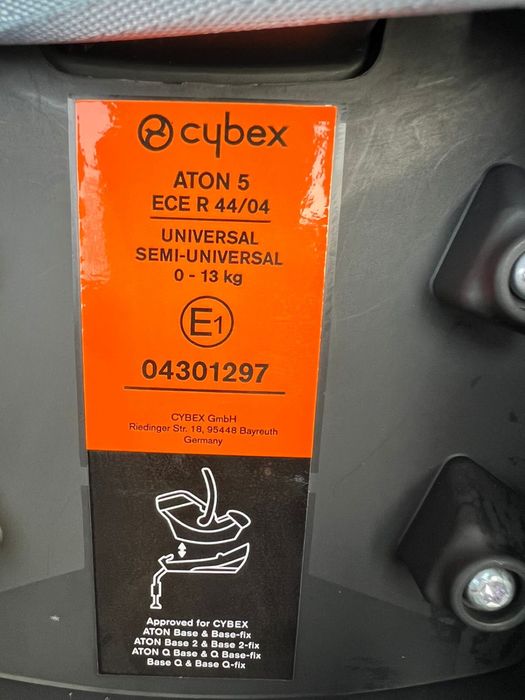 cybex
ATON 5
ECE R 44/04
UNIVERSAL
SEMI-UNIVERSAL
0 - 13 kg
E1
04301297
CYBEX GmbH
Riedinger Str. 18, 95448 Bayreuth
Germany
Approved for CYBEX
ATON Base & Base-fix
ATON Base 2 & Base 2-fix
ATON Q Base & Q Base-fix
Base Q & Base Q-fix